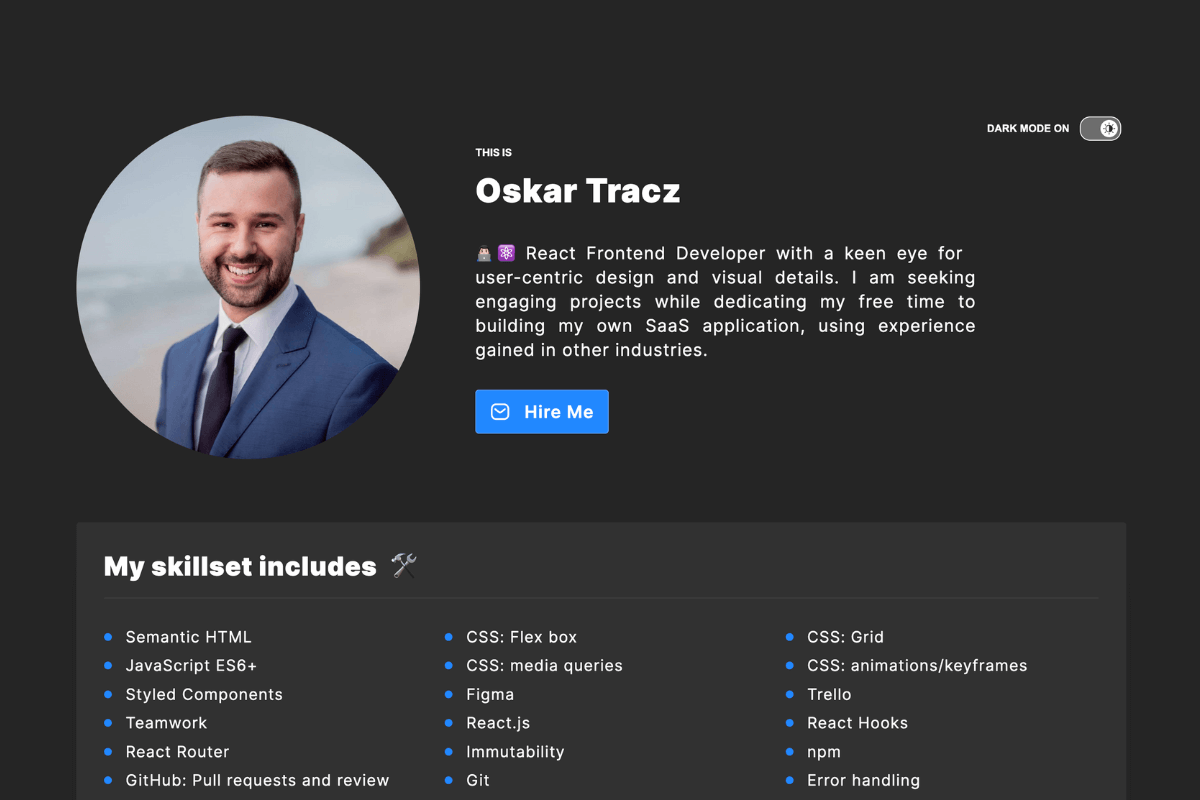 DARK MODE ON
THIS IS
Oskar Tracz
React Frontend Developer with a keen eye for
user-centric design and visual details. I am seeking
engaging projects while dedicating my free time to
building my own SaaS application, using experience
gained in other industries.
Hire Me
My skillset includes
Semantic HTML
JavaScript ES6+
Styled Components
Teamwork
React Router
GitHub: Pull requests and review
CSS: Flex box
CSS: media queries
Figma
React.js
Immutability
Git
CSS: Grid
CSS: animations/keyframes
Trello
React Hooks
npm
Error handling